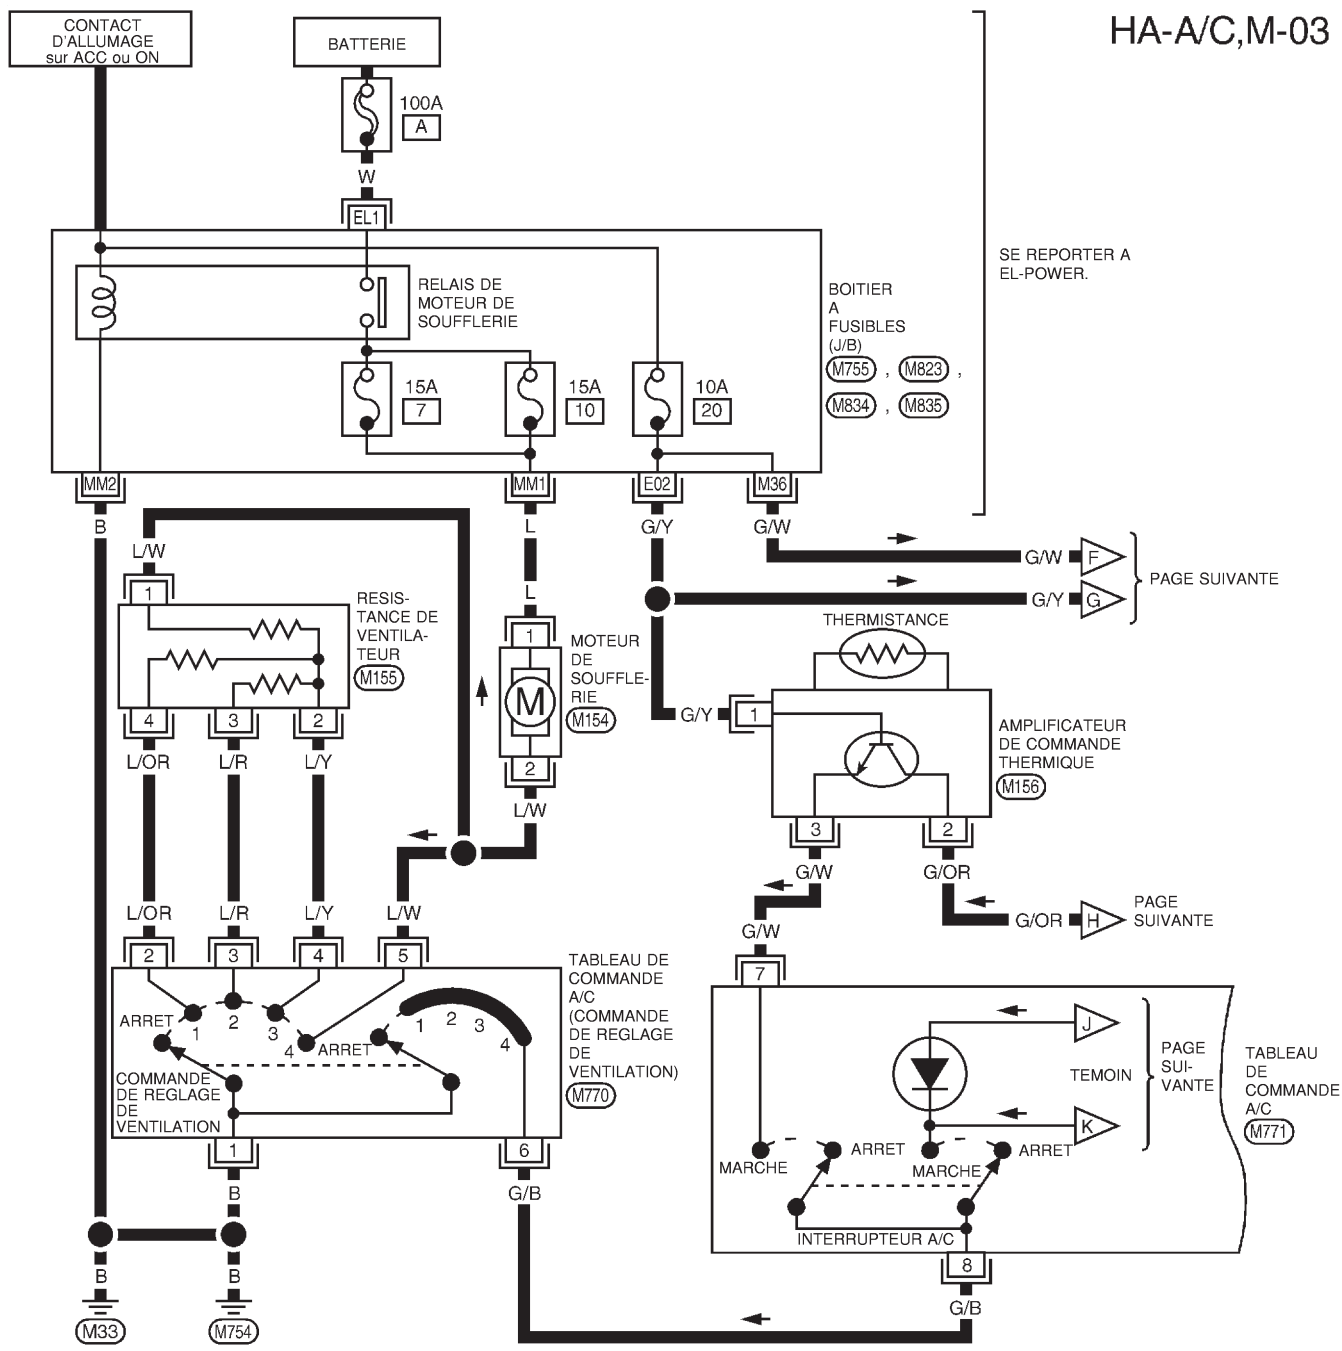 CONTACT
D'ALLUMAGE
sur ACC ou ON
BATTERIE
HA-A/C,M-03
100A
A
W
EL1
SE REPORTER A
EL-POWER.
RELAIS DE
MOTEUR DE
SOUFFLERIE
BOITIER
A
FUSIBLES
(J/B)
M755 , M823 ,
M834 , M835
15A
7
15A
10
10A
20
MM2
MM1
E02
M36
B
L
G/Y
G/W
L/W
G/W
F
G/Y
G
PAGE SUIVANTE
1
RESIS-
TANCE DE
VENTILA-
TEUR
M155
L
1
MOTEUR
DE
SOUFFLE-
RIE
M154
M
2
L/W
THERMISTANCE
G/Y
1
AMPLIFICATEUR
DE COMMANDE
THERMIQUE
M156
4
3
2
L/OR
L/R
L/Y
3
2
G/W
G/OR
G/W
G/OR
H
PAGE
SUIVANTE
L/OR
L/R
L/Y
L/W
2
3
4
5
7
TABLEAU DE
COMMANDE
A/C
(COMMANDE
DE REGLAGE
DE
VENTILATION)
M770
ARRET
1
2
3
4
ARRET
1
2
3
4
COMMANDE
DE REGLAGE
DE
VENTILATION
1
6
B
G/B
J
TEMOIN
K
PAGE
SUI-
VANTE
TABLEAU
DE
COMMANDE
A/C
M771
MARCHE
ARRET
MARCHE
ARRET
INTERRUPTEUR A/C
8
G/B
B
B
M33
M754